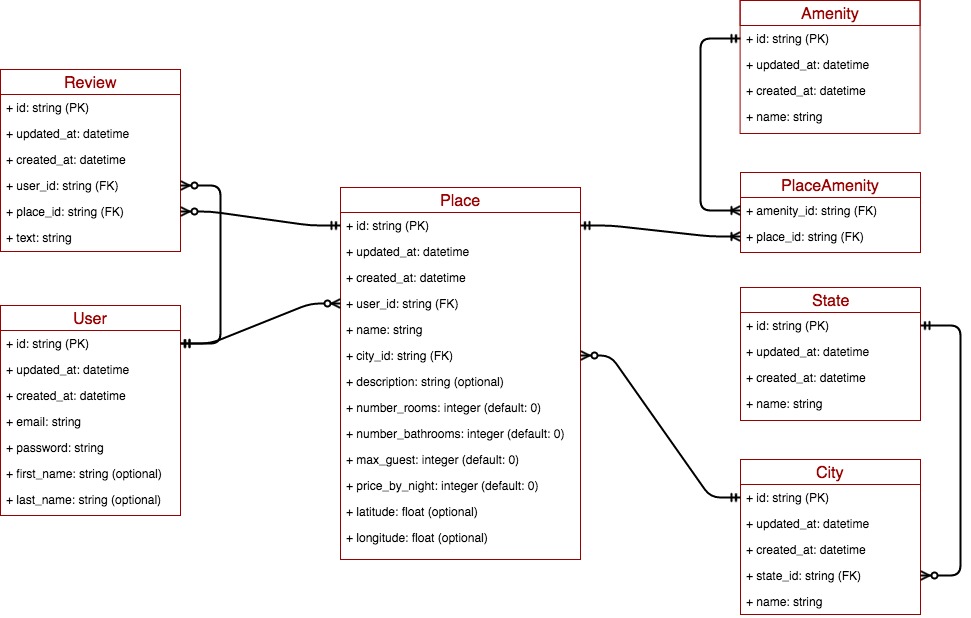 Review
+ id: string (PK)
+ updated_at: datetime
+ created_at: datetime
+ user_id: string (FK)
+ place_id: string (FK)
+ text: string
User
+ id: string (PK)
+ updated_at: datetime
+ created_at: datetime
+ email: string
+ password: string
+ first_name: string (optional)
+ last_name: string (optional)
Place
+ id: string (PK)
+ updated_at: datetime
+ created_at: datetime
+ user_id: string (FK)
+ name: string
+ city_id: string (FK)
+ description: string (optional)
+ number_rooms: integer (default: 0)
+ number_bathrooms: integer (default: 0)
+ max_guest: integer (default: 0)
+ price_by_night: integer (default: 0)
+ latitude: float (optional)
+ longitude: float (optional)
Amenity
+ id: string (PK)
+ updated_at: datetime
+ created_at: datetime
+ name: string
PlaceAmenity
+ amenity_id: string (FK)
+ place_id: string (FK)
State
+ id: string (PK)
+ updated_at: datetime
+ created_at: datetime
+ name: string
City
+ id: string (PK)
+ updated_at: datetime
+ created_at: datetime
+ state_id: string (FK)
+ name: string